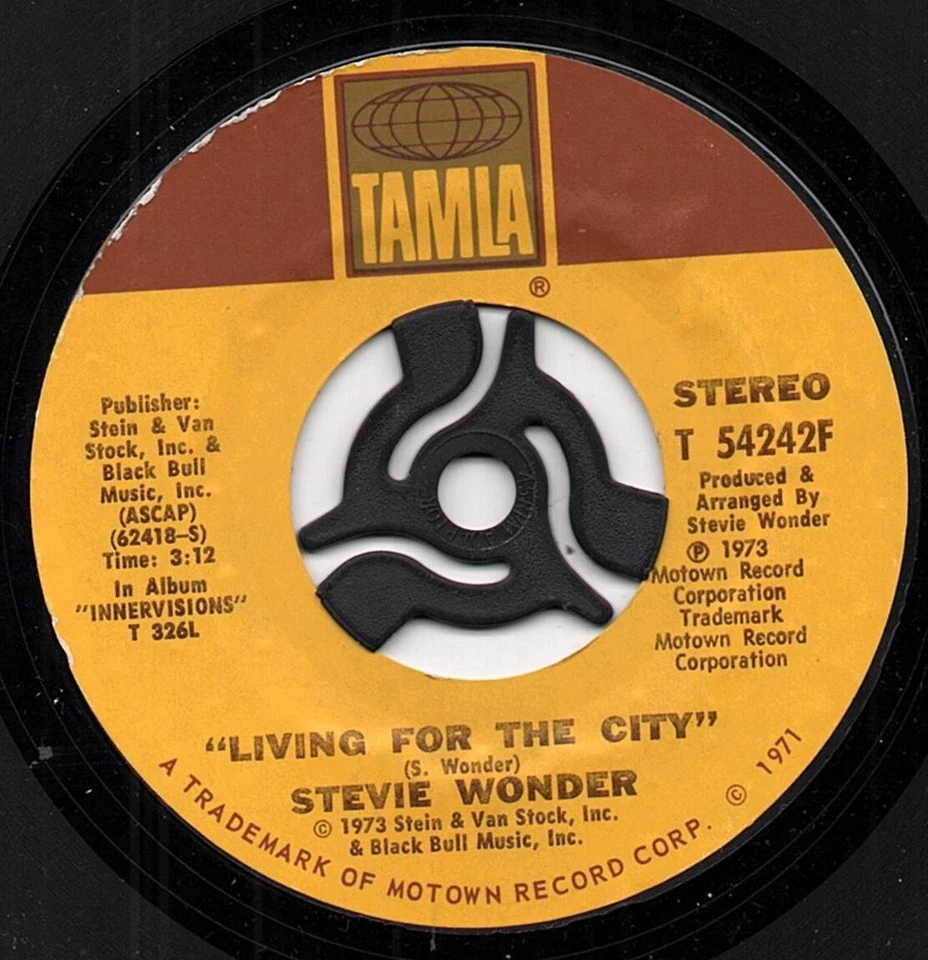 TAMLA
®
Publisher:
Stein & Van
Stock, Inc. &
Black Bull
Music, Inc.
(ASCAP)
(62418-S)
Time: 3:12
In Album
"INNERVISIONS"
T 326L
STEREO
T 54242F
Produced &
Arranged By
Stevie Wonder
℗ 1973
Motown Record
Corporation
Trademark
Motown Record
Corporation
"LIVING FOR THE CITY"
(S. Wonder)
STEVIE WONDER
© 1973 Stein & Van Stock, Inc.
& Black Bull Music, Inc.
A TRADEMARK OF MOTOWN RECORD CORP. © 1971